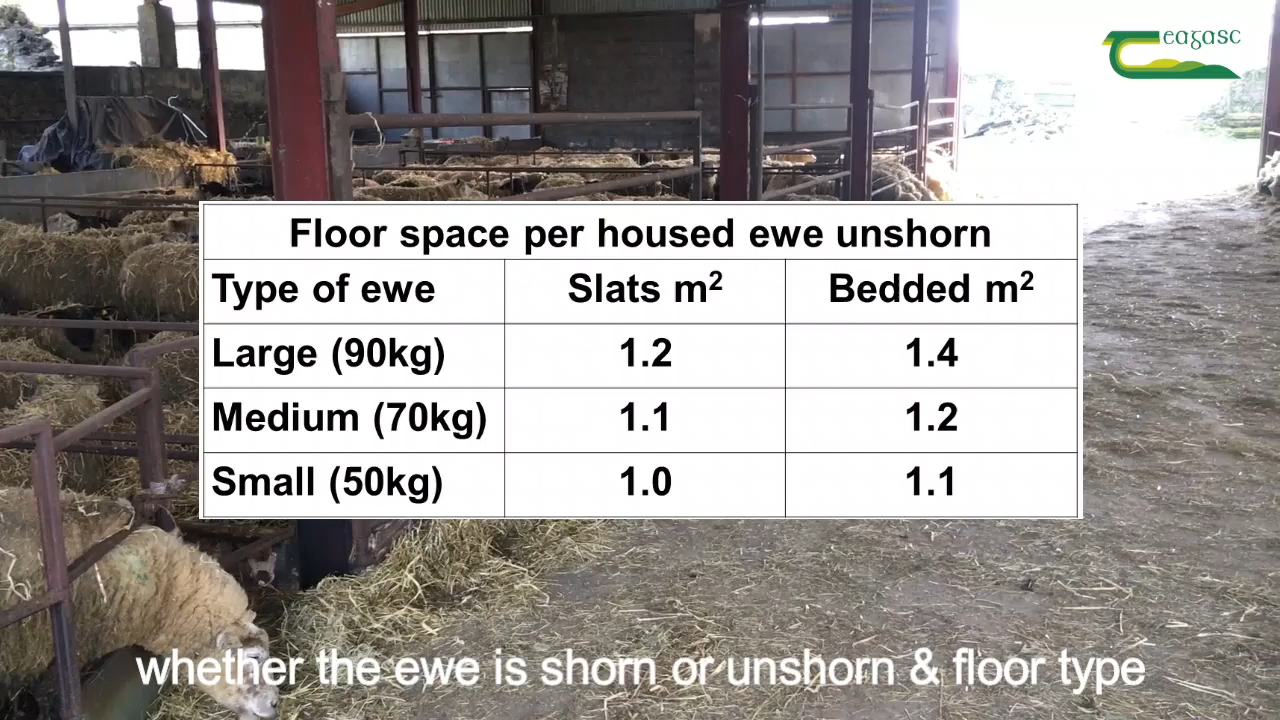 eagasc
Floor space per housed ewe unshorn
Type of ewe Slats m² Bedded m²
Large (90kg) 1.2 1.4
Medium (70kg) 1.1 1.2
Small (50kg) 1.0 1.1
whether the ewe is shorn or unshorn & floor type